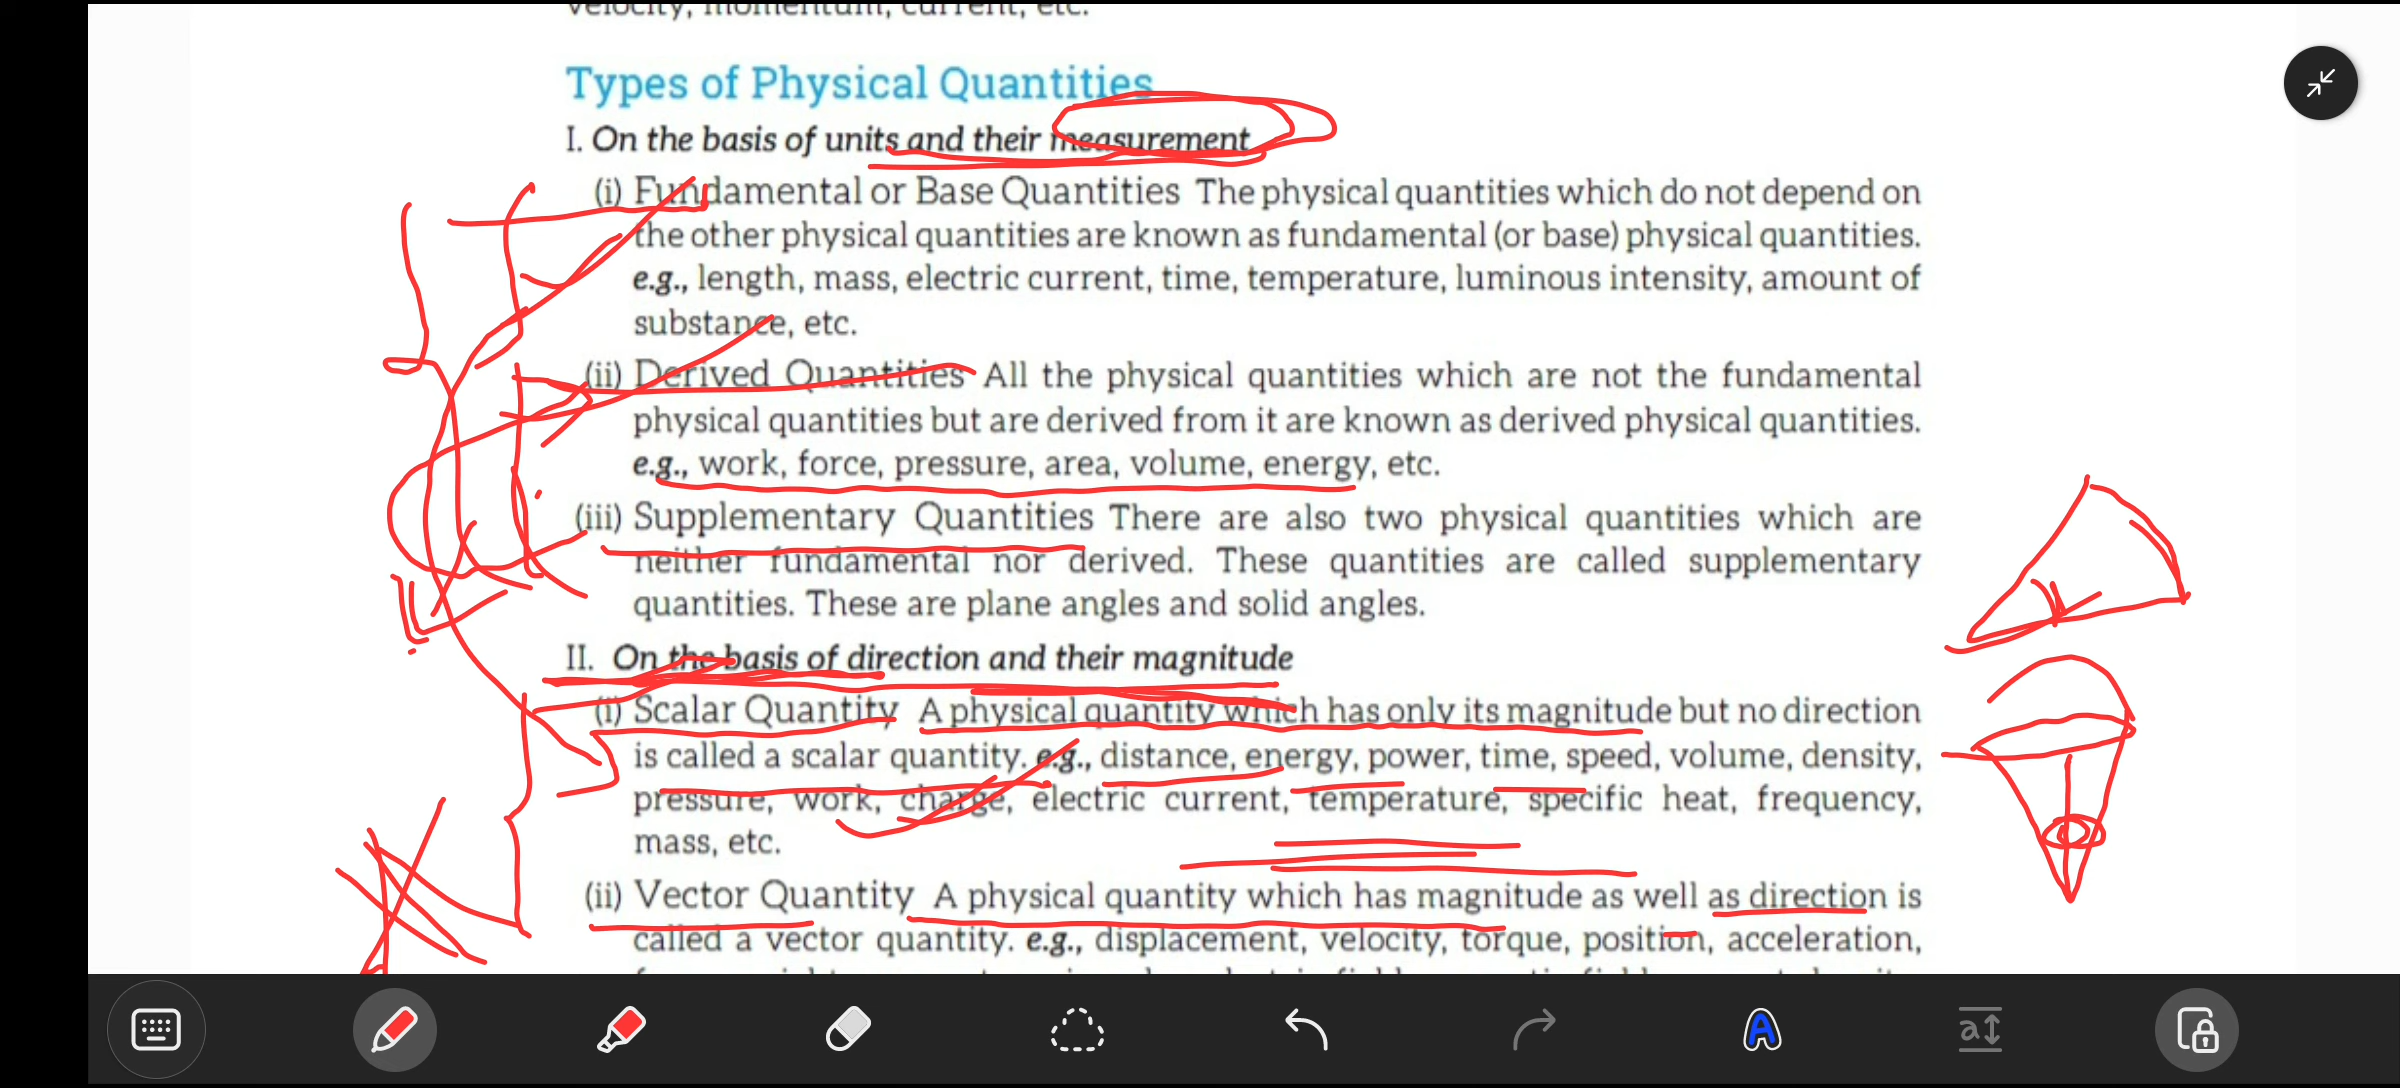 velocity, momentum, current, etc.
Types of Physical Quantities
I. On the basis of units and their measurement
(i) Fundamental or Base Quantities The physical quantities which do not depend on
the other physical quantities are known as fundamental (or base) physical quantities.
e.g., length, mass, electric current, time, temperature, luminous intensity, amount of
substance, etc.
(ii) Derived Quantities All the physical quantities which are not the fundamental
physical quantities but are derived from it are known as derived physical quantities.
e.g., work, force, pressure, area, volume, energy, etc.
(iii) Supplementary Quantities There are also two physical quantities which are
neither fundamental nor derived. These quantities are called supplementary
quantities. These are plane angles and solid angles.
II. On the basis of direction and their magnitude
(i) Scalar Quantity A physical quantity which has only its magnitude but no direction
is called a scalar quantity. e.g., distance, energy, power, time, speed, volume, density,
pressure, work, charge, electric current, temperature, specific heat, frequency,
mass, etc.
(ii) Vector Quantity A physical quantity which has magnitude as well as direction is
called a vector quantity. e.g., displacement, velocity, torque, position, acceleration,
A
a